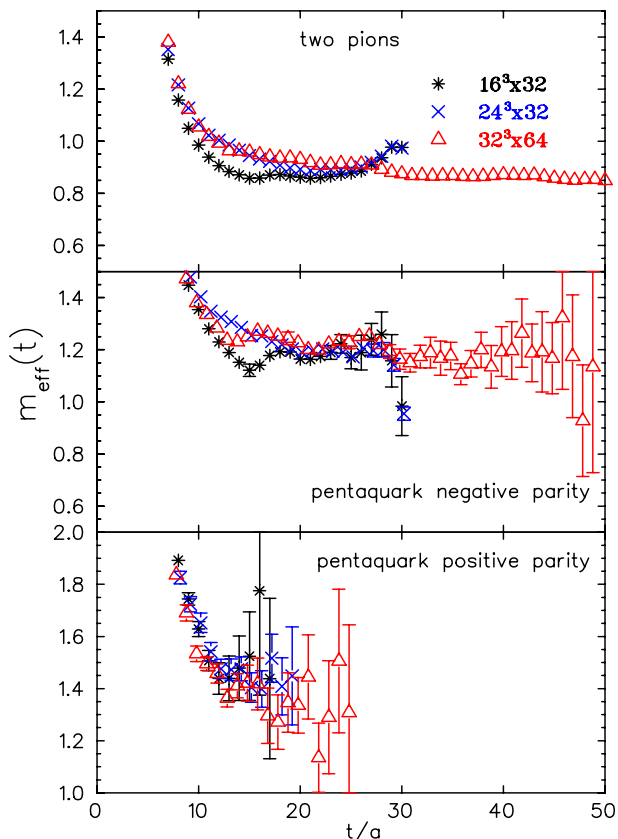 1.4
two pions
1.2
16³x32
24³x32
1.0
32³x64
0.8
0.6
1.4
1.2
1.0
0.8
0.6
pentaquark negative parity
m_eff(t)
2.0
pentaquark positive parity
1.8
1.6
1.4
1.2
1.0
0 10 20 30 40 50
t/a